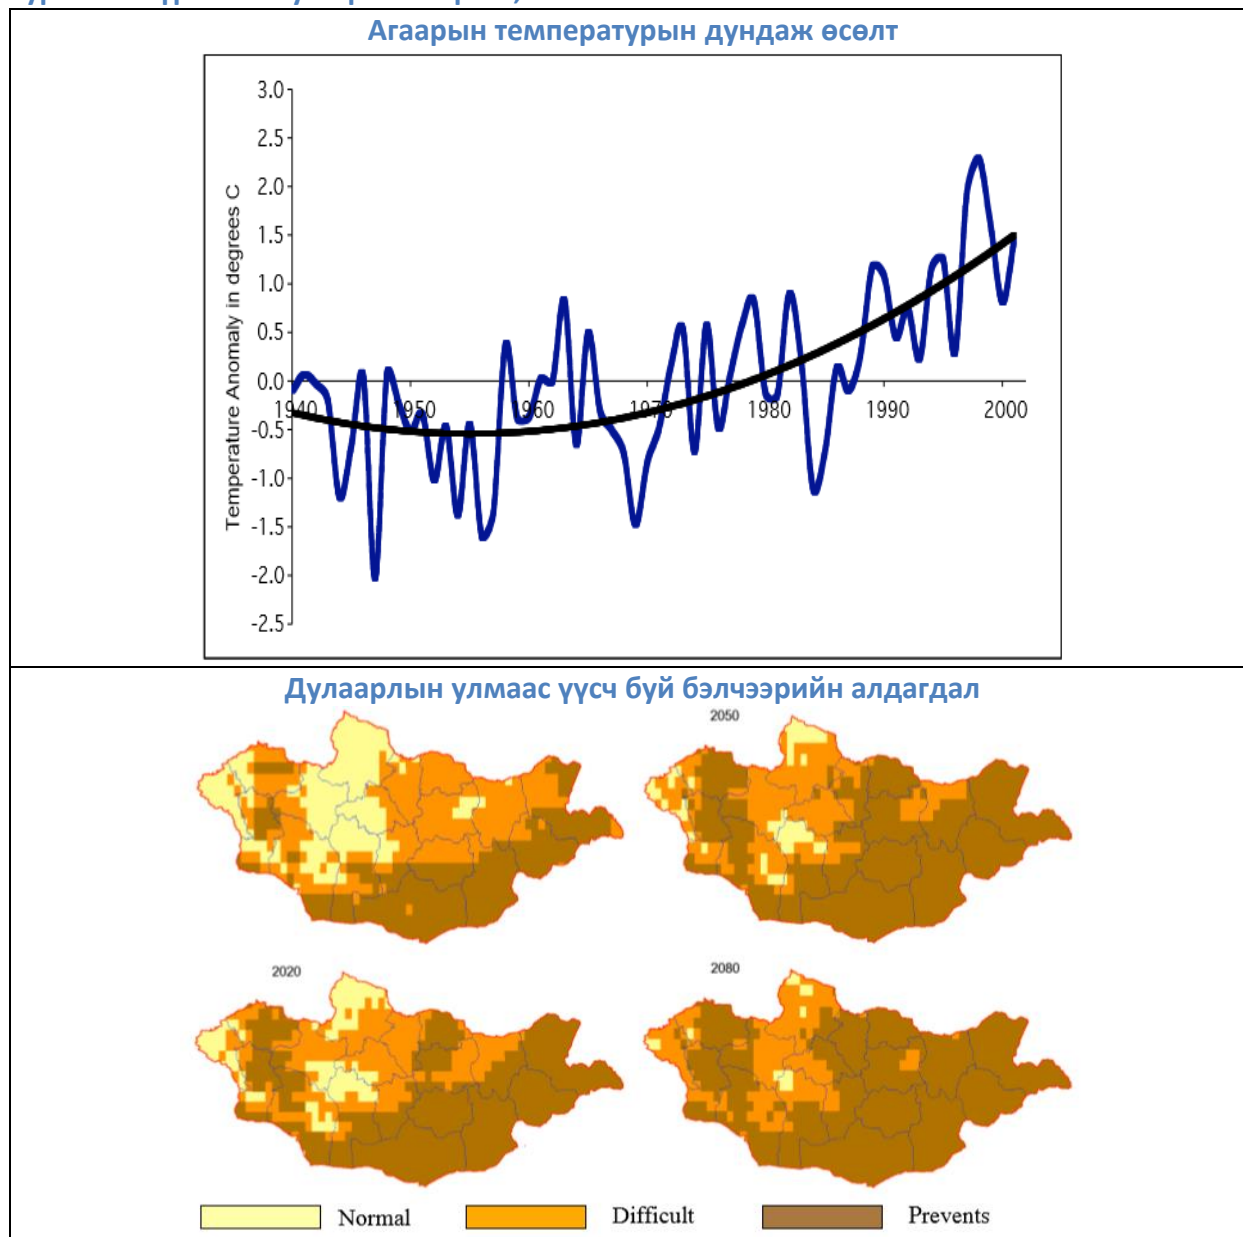 Агаарын температурын дундаж өсөлт
Temperature Anomaly in degrees C
3.0
2.5
2.0
1.5
1.0
0.5
0.0
-0.5
-1.0
-1.5
-2.0
-2.5
1940 1950 1960 1970 1980 1990 2000
Дулаарлын улмаас үүсч буй бэлчээрийн алдагдал
2050
2020 2080
Normal Difficult Prevents